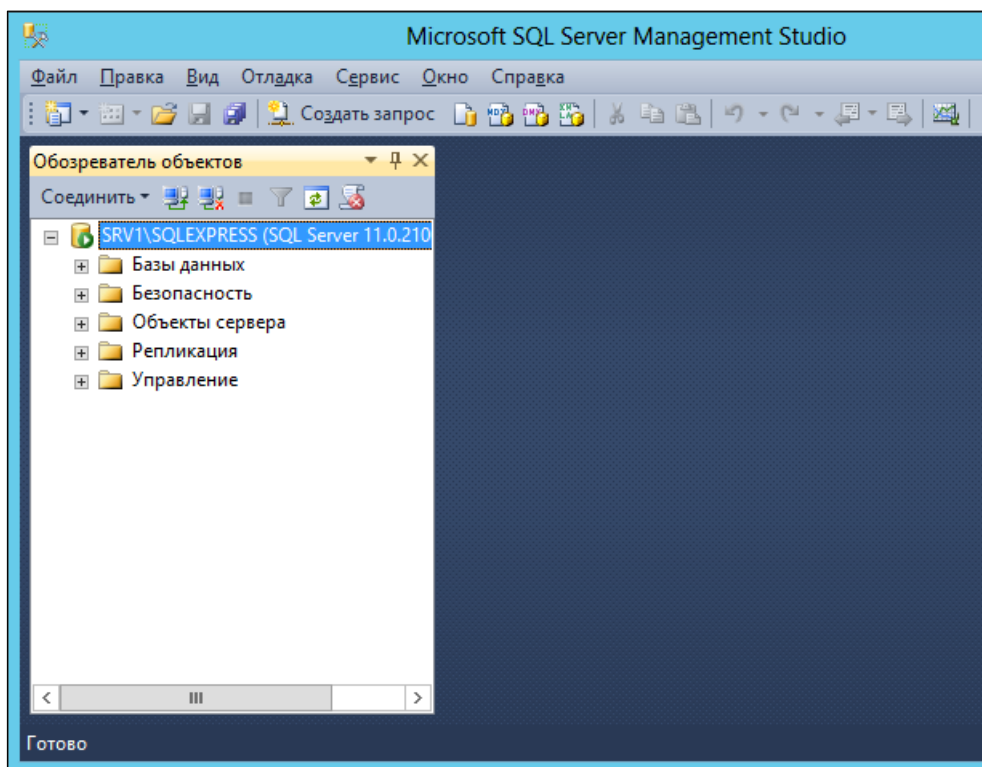 Microsoft SQL Server Management Studio
Файл Правка Вид Отладка Сервис Окно Справка
Создать запрос
Обозреватель объектов
Соединить
SRV1\SQLEXPRESS (SQL Server 11.0.210
Базы данных
Безопасность
Объекты сервера
Репликация
Управление
Готово